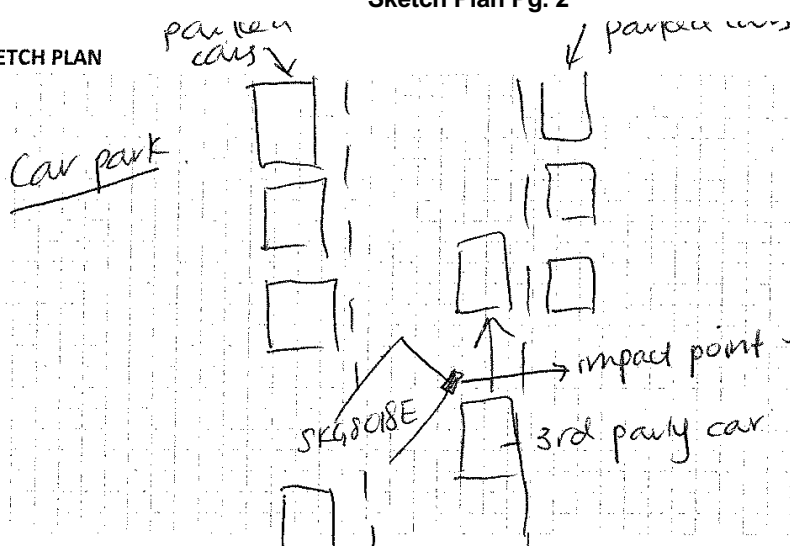 Sketch Plan Pg. 2
parked
cars
parked cars
ETCH PLAN
Car park
impact point
SKG8018E
3rd party car